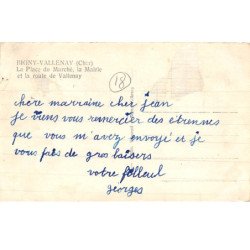 BIGNY-VALLENAY (Cher)
La Place du Marché, la Mairie
et la route de Vallenay
18
chère marraine cher jean
je viens vous remercier des etrennes
que vous m'avez envoyé et je
vous fais de gros baisers
votre filleul
georges